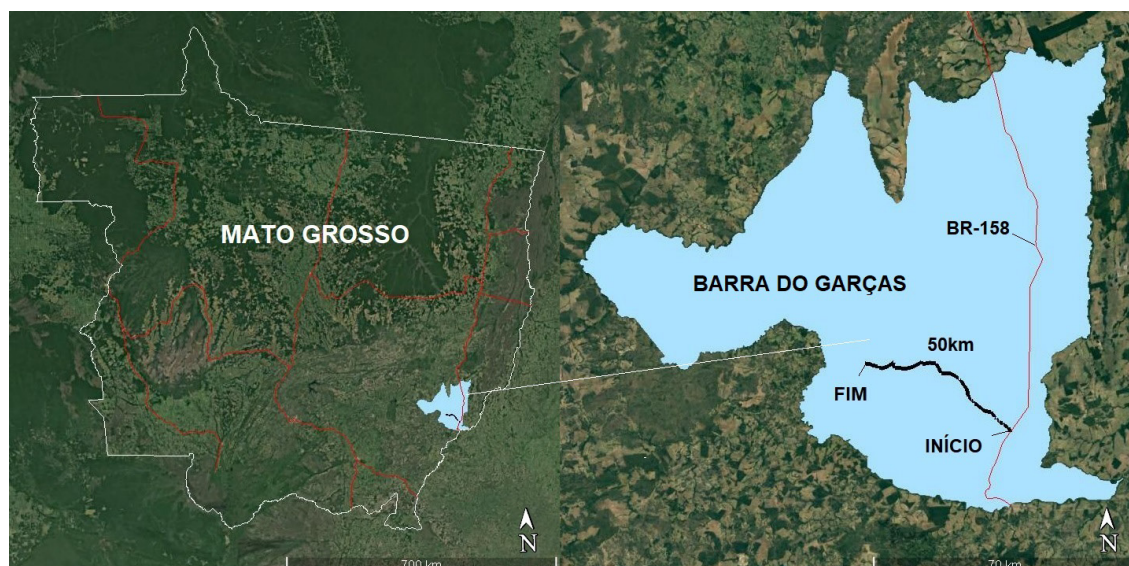 MATO GROSSO
N
700 km
BR-158
BARRA DO GARÇAS
50km
FIM
INÍCIO
N
70 km